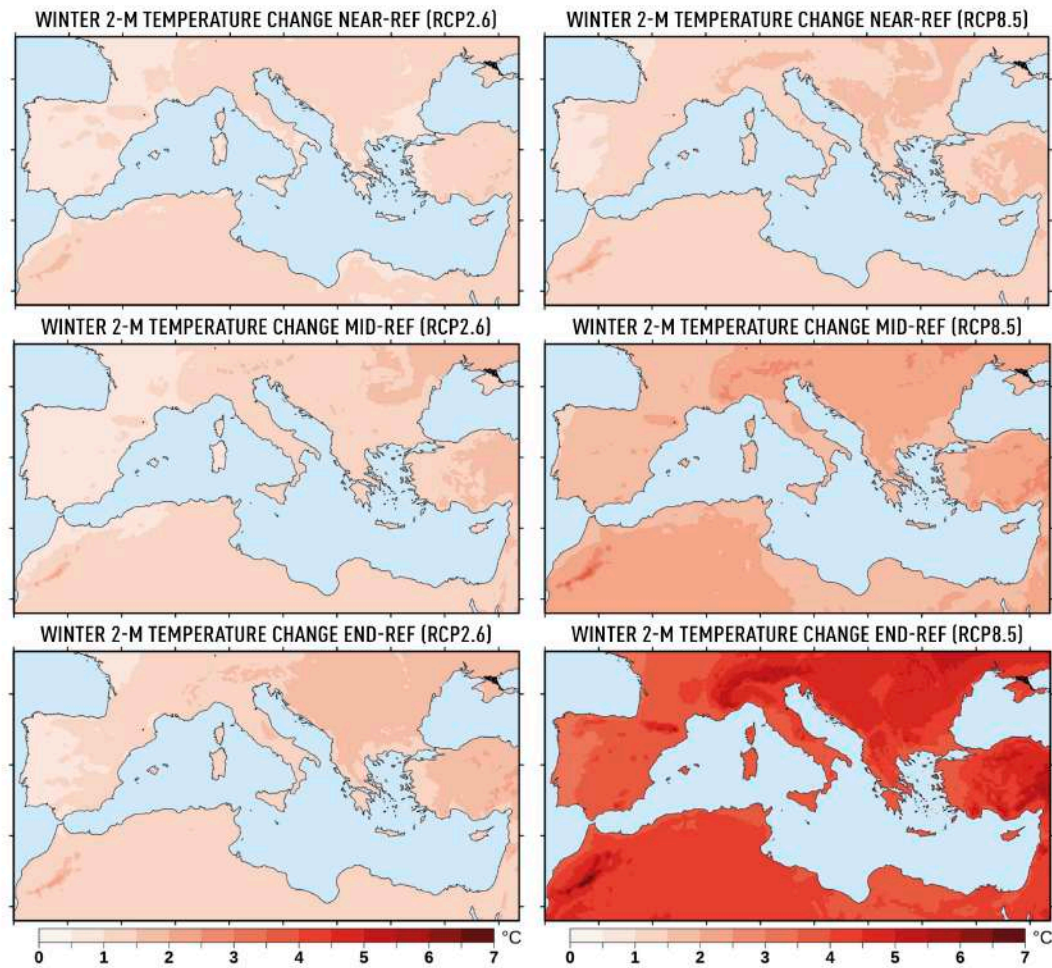 WINTER 2-M TEMPERATURE CHANGE NEAR-REF (RCP2.6)
WINTER 2-M TEMPERATURE CHANGE NEAR-REF (RCP8.5)
WINTER 2-M TEMPERATURE CHANGE MID-REF (RCP2.6)
WINTER 2-M TEMPERATURE CHANGE MID-REF (RCP8.5)
WINTER 2-M TEMPERATURE CHANGE END-REF (RCP2.6)
WINTER 2-M TEMPERATURE CHANGE END-REF (RCP8.5)
0 1 2 3 4 5 6 7 °C
0 1 2 3 4 5 6 7 °C